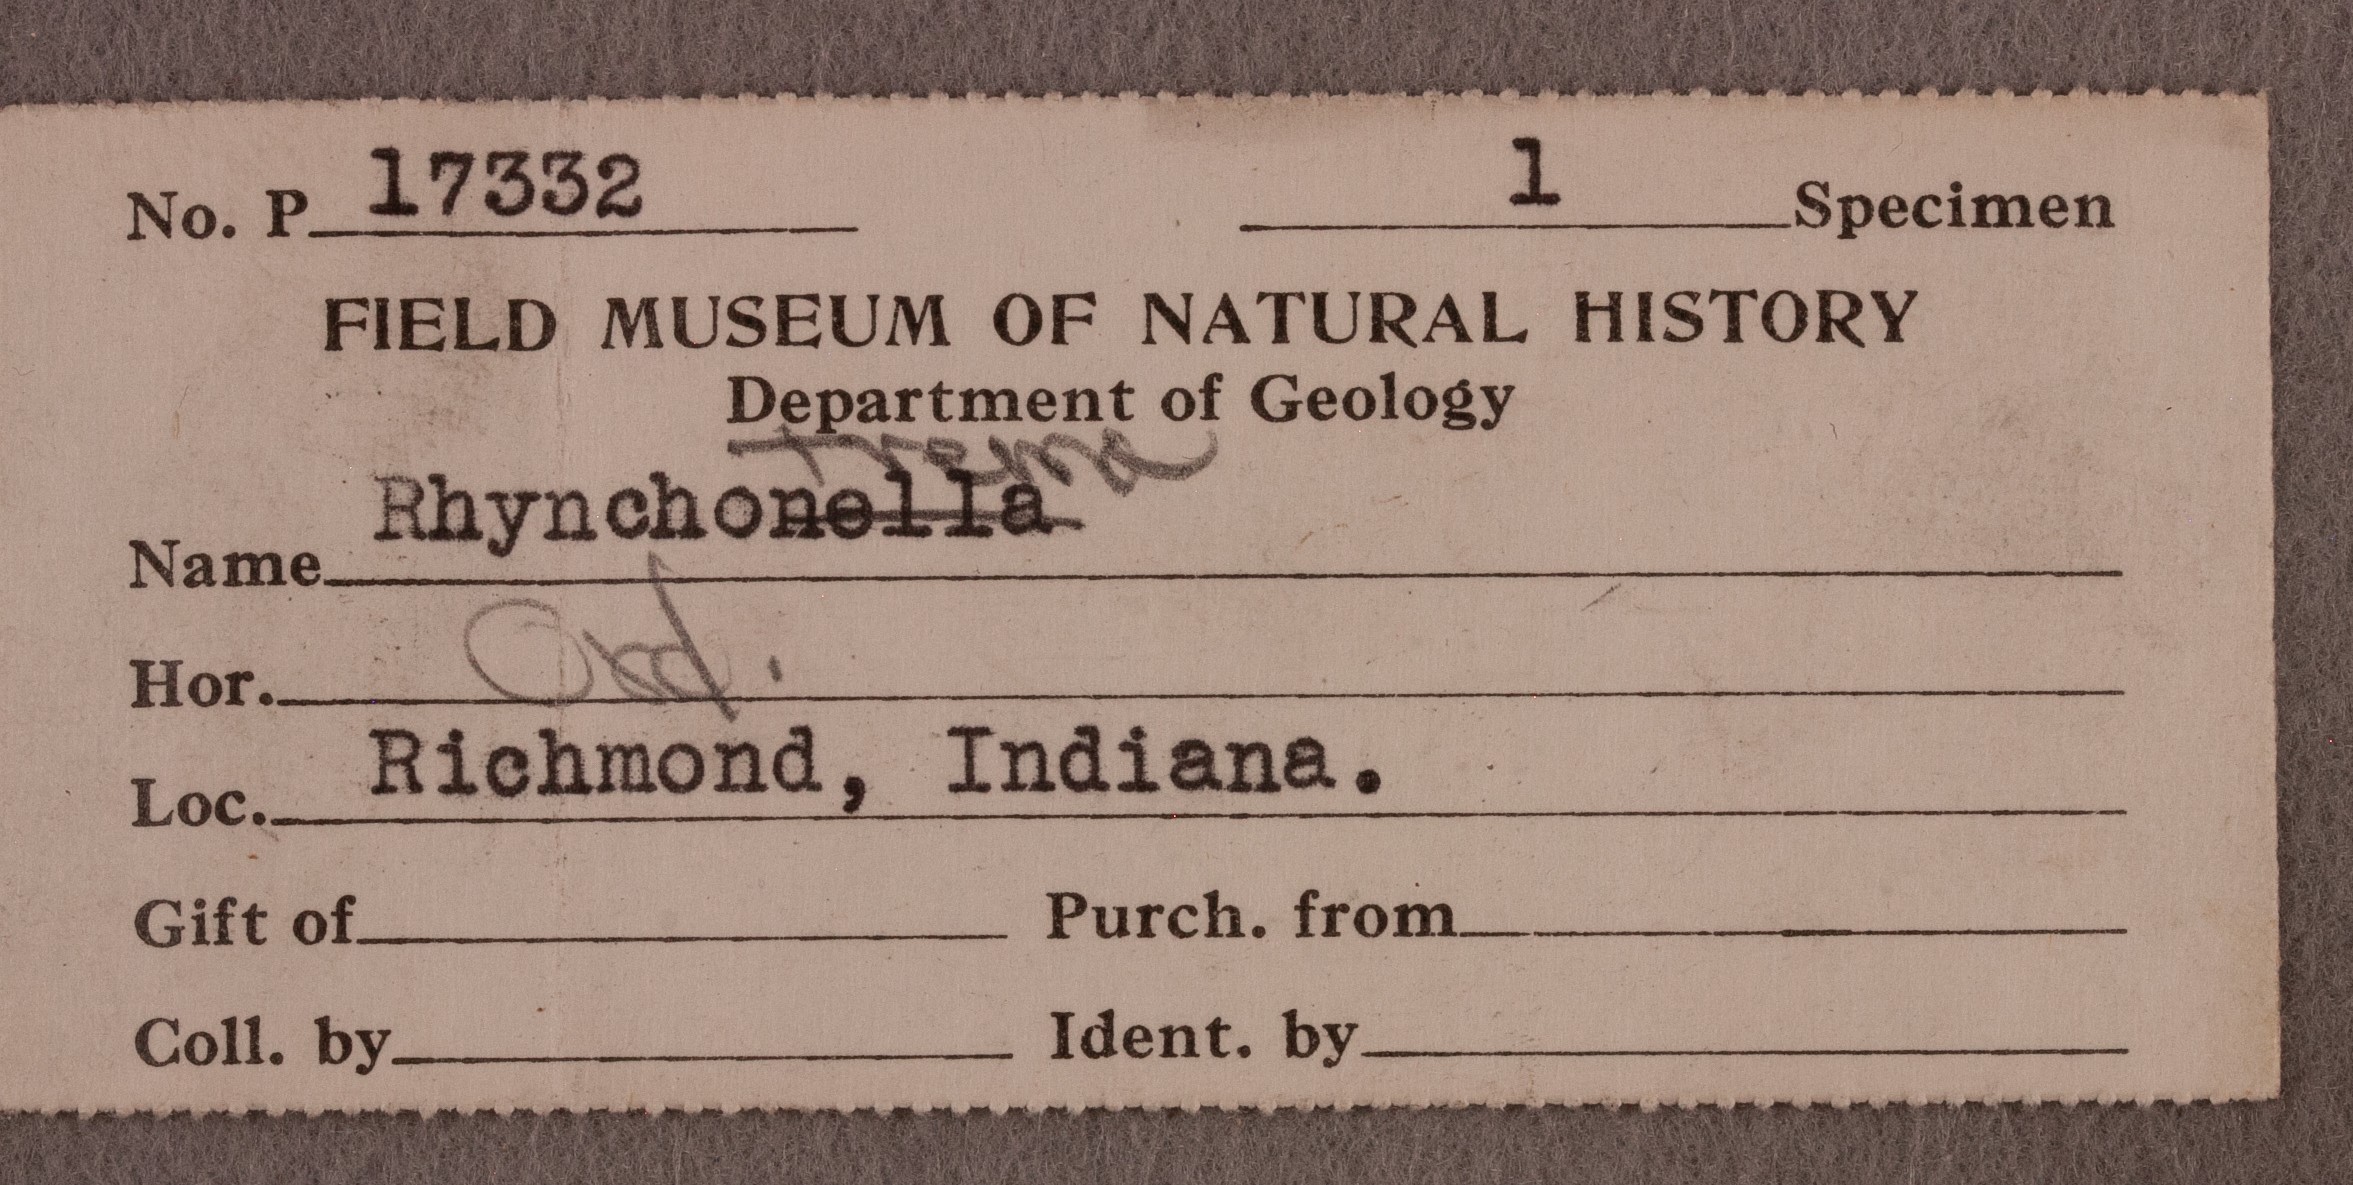 No. P 17332 1 Specimen
FIELD MUSEUM OF NATURAL HISTORY
Department of Geology
trema
Name Rhynchonella
Hor. Ord.
Loc. Richmond, Indiana.
Gift of Purch. from
Coll. by Ident. by